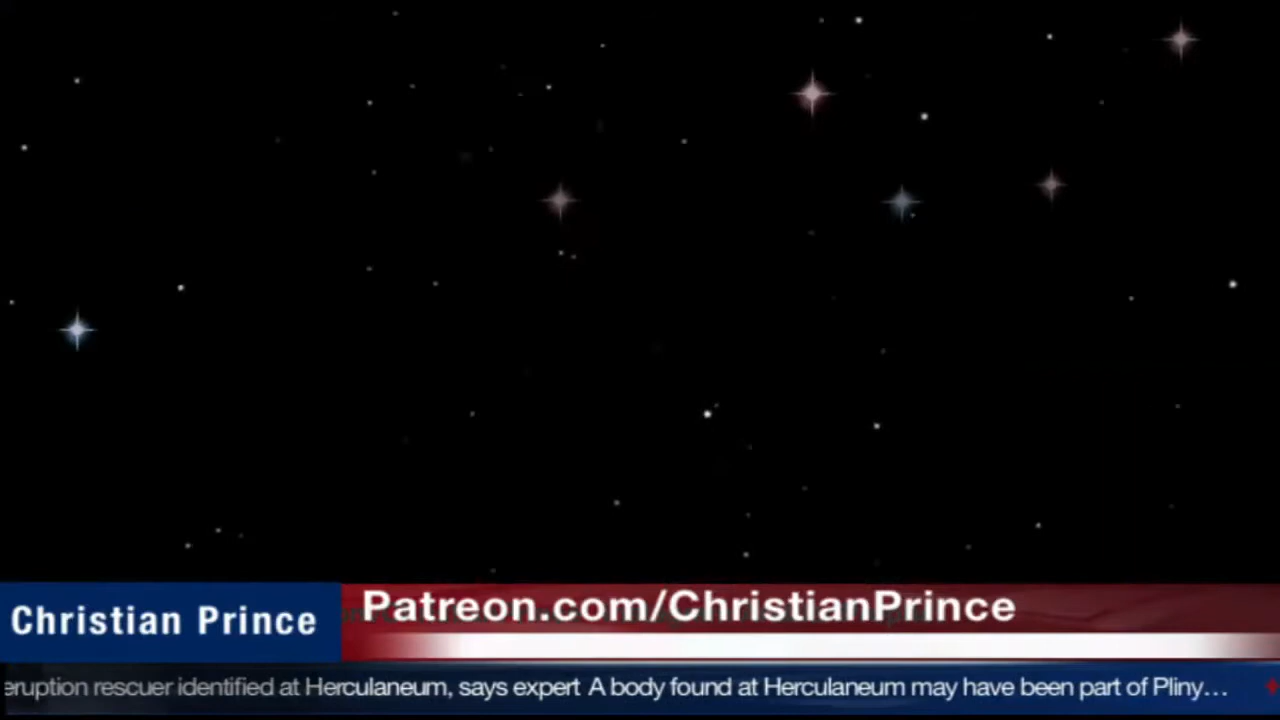 Christian Prince
Patreon.com/ChristianPrince
eruption rescuer identified at Herculaneum, says expert A body found at Herculaneum may have been part of Pliny…